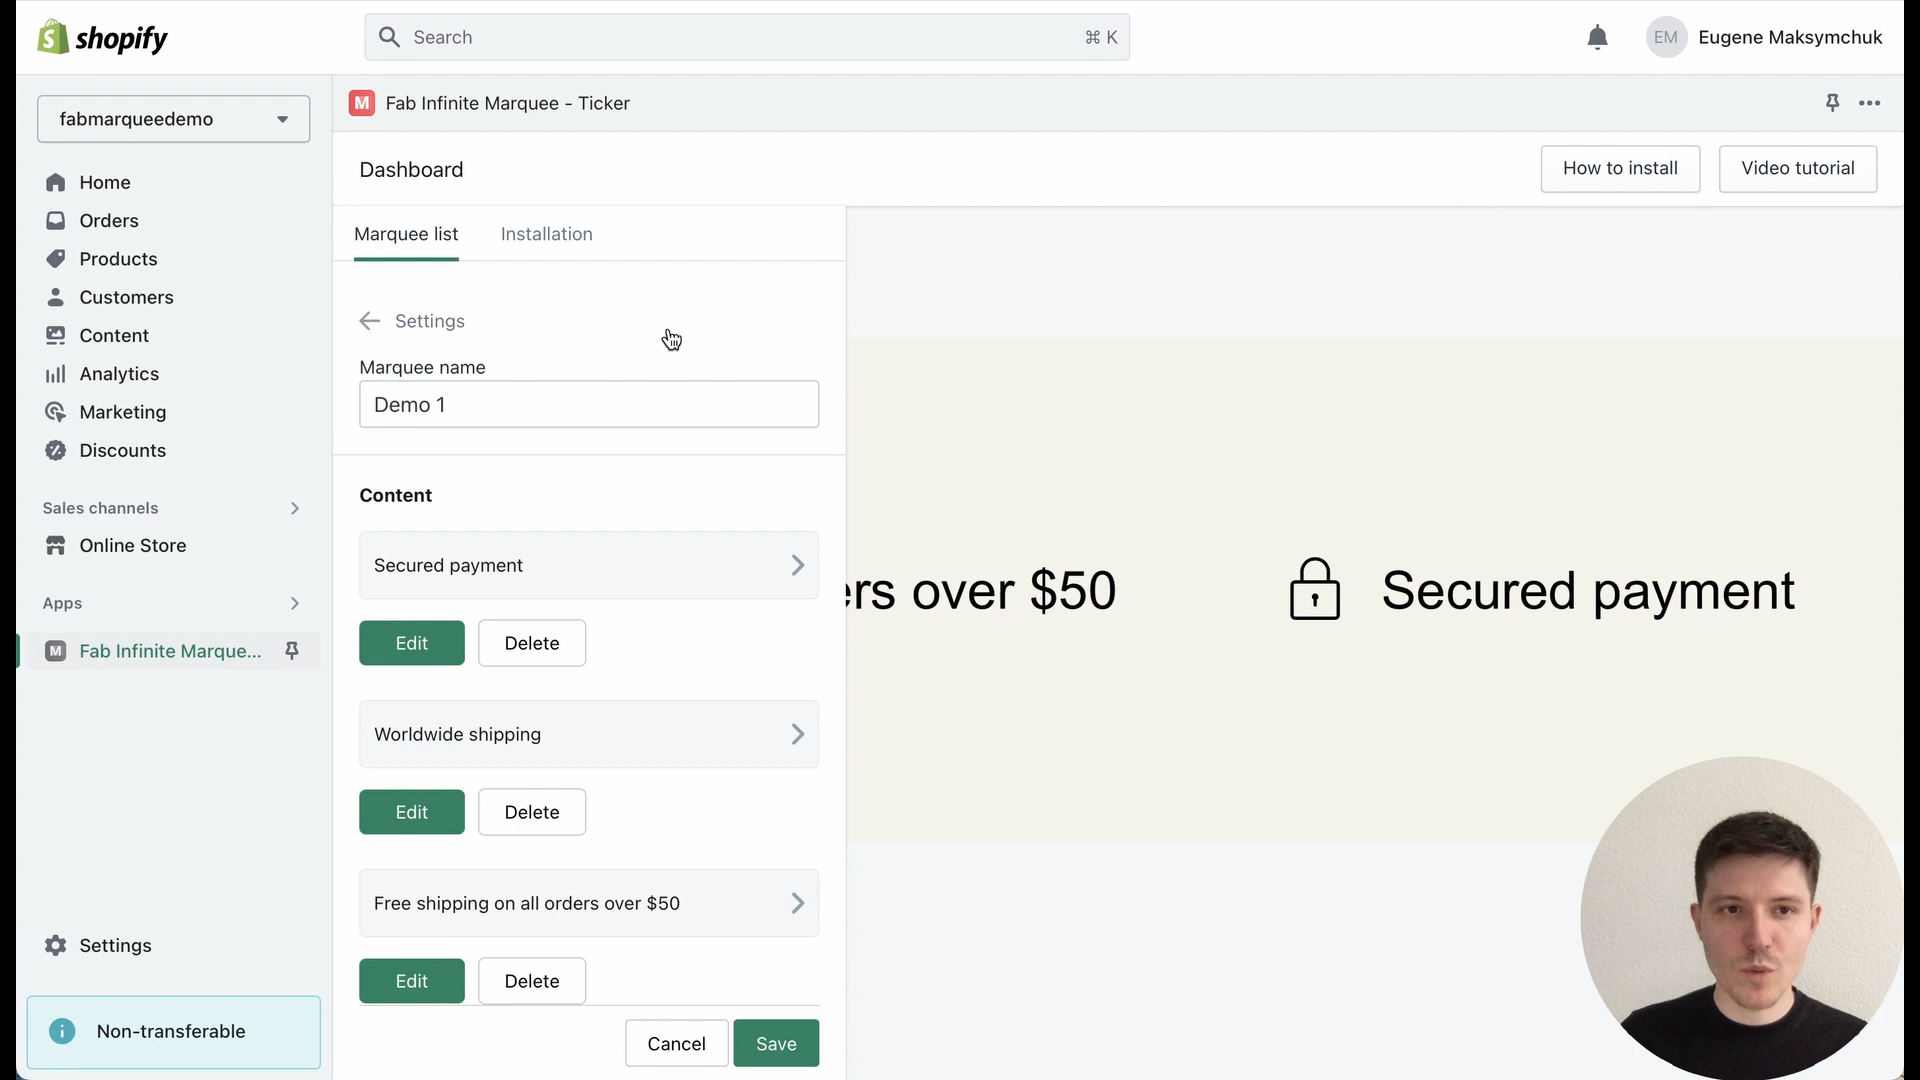 shopify
Search
⌘ K
EM
Eugene Maksymchuk
fabmarqueedemo
Home
Orders
Products
Customers
Content
Analytics
Marketing
Discounts
Sales channels
Online Store
Apps
M
Fab Infinite Marque...
Settings
Non-transferable
M
Fab Infinite Marquee - Ticker
Dashboard
How to install
Video tutorial
Marquee list
Installation
Settings
Marquee name
Demo 1
Content
Secured payment
Edit
Delete
Worldwide shipping
Edit
Delete
Free shipping on all orders over $50
Edit
Delete
Cancel
Save
ers over $50
Secured payment